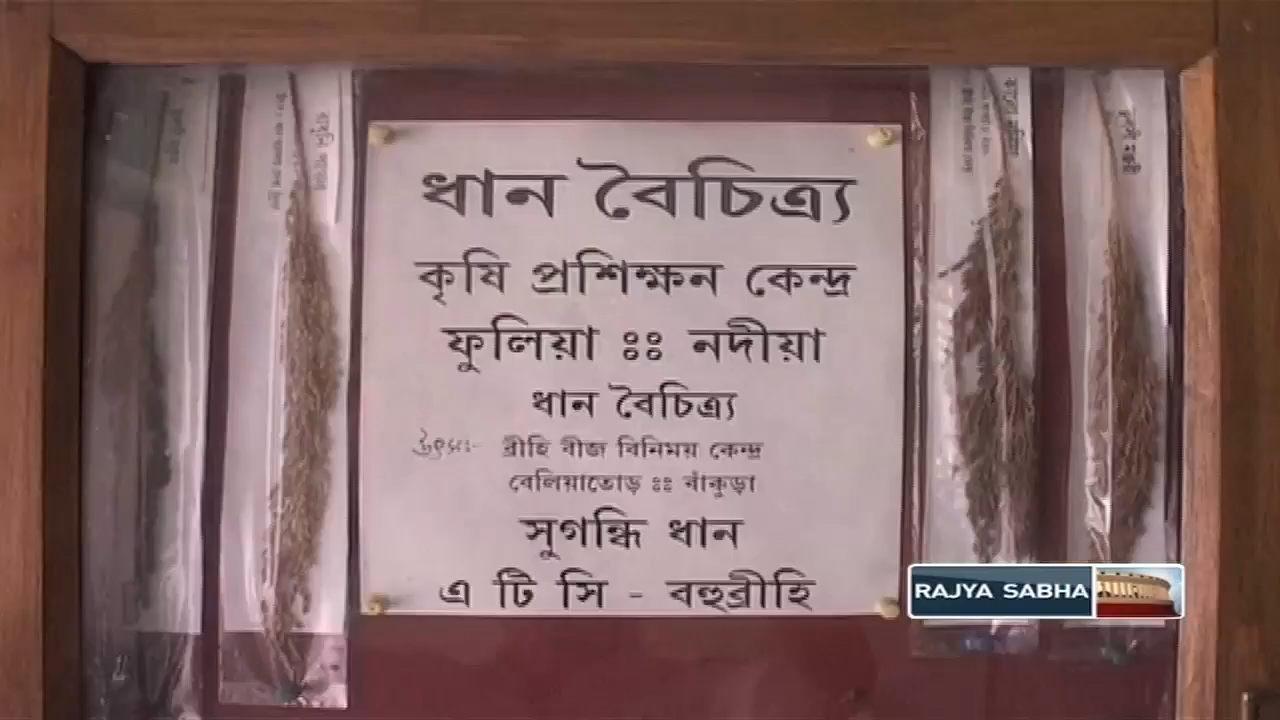 ধান বৈচিত্র্য
কৃষি প্রশিক্ষন কেন্দ্র
ফুলিয়া ঃঃ নদীয়া
ধান বৈচিত্র্য
উৎসঃ- ব্রীহি বীজ বিনিময় কেন্দ্র
বেলিয়াতোড় ঃঃ বাঁকুড়া
সুগন্ধি ধান
এ টি সি - বহুব্রীহি
RAJYA SABHA